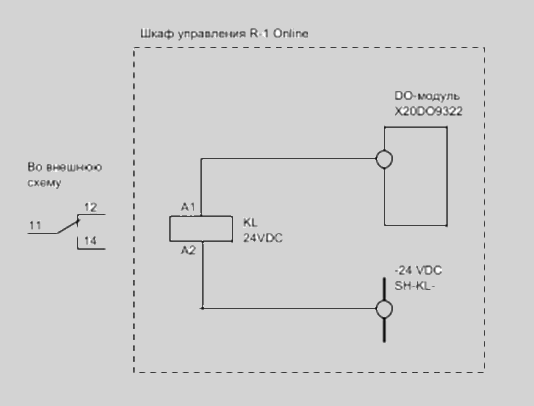 Шкаф управления R-1 Online
DO-модуль
X20DO9322
Во внешнюю
схему
12
11
14
A1
KL
24VDC
A2
-24 VDC
SH-KL-